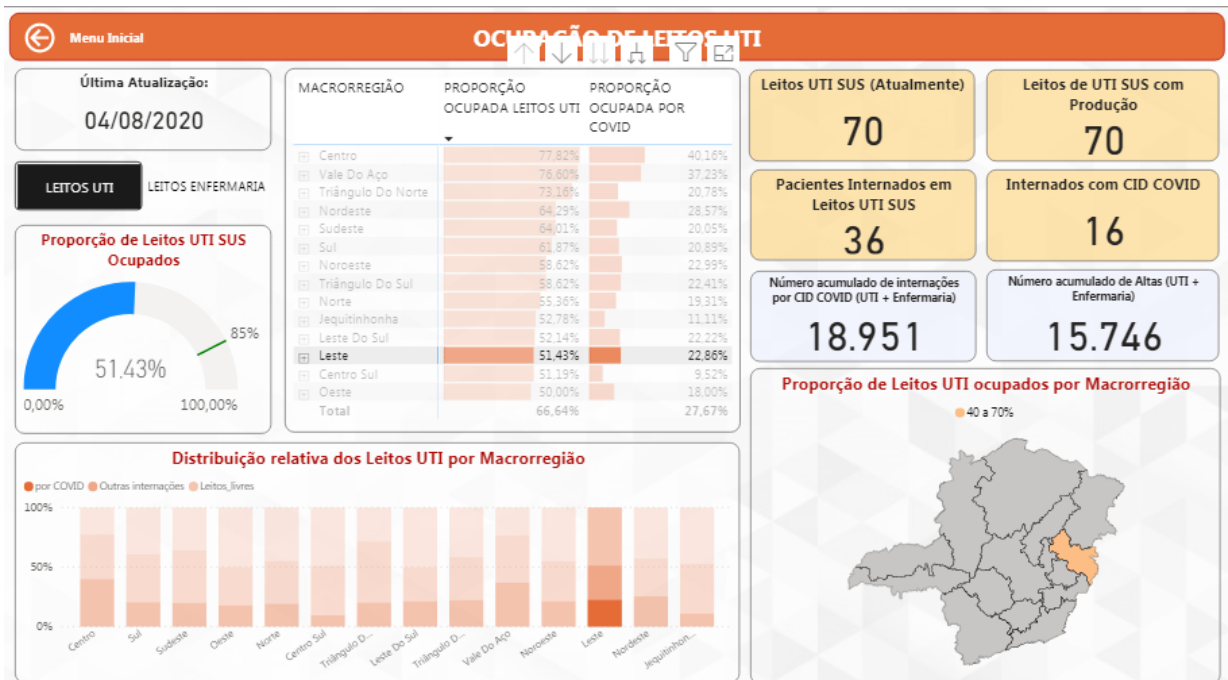 Menu Inicial
OCUPAÇÃO DE LEITOS UTI
Última Atualização:
04/08/2020
LEITOS UTI
LEITOS ENFERMARIA
Proporção de Leitos UTI SUS
Ocupados
85%
51,43%
0,00%
100,00%
MACRORREGIÃO PROPORÇÃO OCUPADA LEITOS UTI PROPORÇÃO OCUPADA POR COVID
Centro 77,82% 40,16%
Vale Do Aço 76,60% 37,23%
Triângulo Do Norte 73,16% 20,78%
Nordeste 64,29% 28,57%
Sudeste 64,01% 20,05%
Sul 61,87% 20,89%
Noroeste 58,62% 22,99%
Triângulo Do Sul 58,62% 22,41%
Norte 55,36% 19,31%
Jequitinhonha 52,78% 11,11%
Leste Do Sul 52,14% 22,22%
Leste 51,43% 22,86%
Centro Sul 51,19% 9,52%
Oeste 50,00% 18,00%
Total 66,64% 27,67%
Leitos UTI SUS (Atualmente)
70
Leitos de UTI SUS com
Produção
70
Pacientes Internados em
Leitos UTI SUS
36
Internados com CID COVID
16
Número acumulado de internações
por CID COVID (UTI + Enfermaria)
18.951
Número acumulado de Altas (UTI +
Enfermaria)
15.746
Distribuição relativa dos Leitos UTI por Macrorregião
por COVID Outras internações Leitos_livres
100%
50%
0%
Centro Sul Sudeste Oeste Norte Centro Sul Triângulo D... Leste Do Sul Triângulo D... Vale Do Aço Noroeste Leste Nordeste Jequitinhon...
Proporção de Leitos UTI ocupados por Macrorregião
40 a 70%